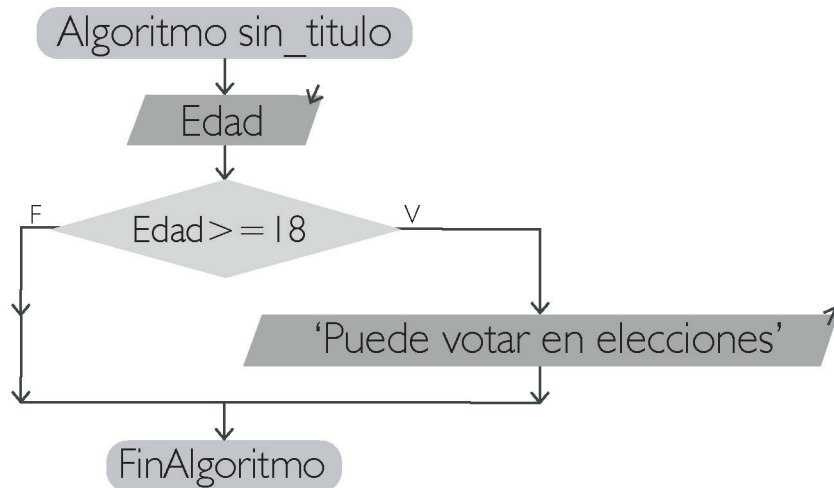 Algoritmo sin_titulo
Edad
F
Edad>=18
V
‘Puede votar en elecciones’
FinAlgoritmo